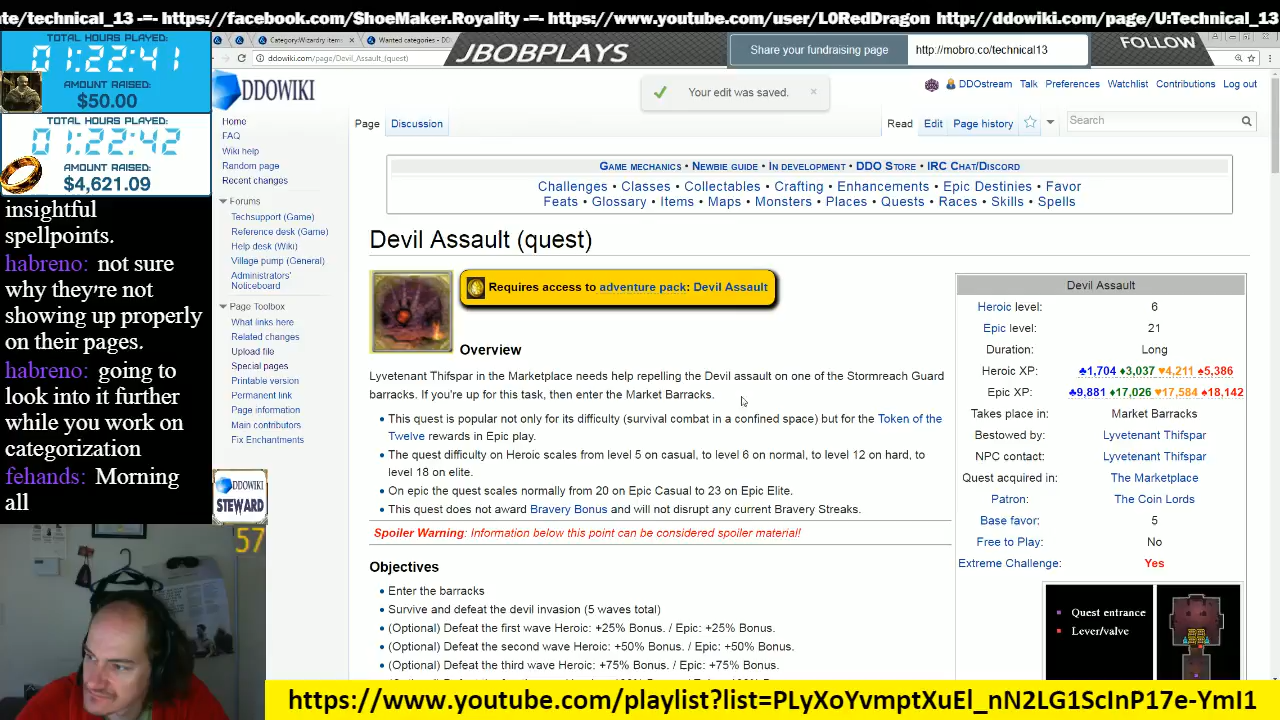 te/technical_13 -=- https://facebook.com/ShoeMaker.Royality -=- https://www.youtube.com/user/L0RedDragon http://ddowiki.com/page/U:Technical_13
TOTAL HOURS PLAYED:
01:22:41
AMOUNT RAISED:
$50.00
TOTAL HOURS PLAYED:
01:22:42
AMOUNT RAISED:
$4,621.09
insightful
spellpoints.
habreno: not sure
why they're not
showing up properly
on their pages.
habreno: going to
look into it further
while you work on
categorization
fehands: Morning
all
57
Category:Wizardry item
Wanted categories - DO
JBOBPLAYS
Share your fundraising page
http://mobro.co/technical13
FOLLOW
ddowiki.com/page/Devil_Assault_(quest)
DDOWIKI
Your edit was saved. ×
DDOstream Talk Preferences Watchlist Contributions Log out
Page Discussion
Read Edit Page history
Search
Home
FAQ
Wiki help
Random page
Recent changes
Forums
Techsupport (Game)
Reference desk (Game)
Help desk (Wiki)
Village pump (General)
Administrators'
Noticeboard
Page Toolbox
What links here
Related changes
Upload file
Special pages
Printable version
Permanent link
Page information
Main contributors
Fix Enchantments
DDOWIKI
STEWARD
Game mechanics • Newbie guide • In development • DDO Store • IRC Chat/Discord
Challenges • Classes • Collectables • Crafting • Enhancements • Epic Destinies • Favor
Feats • Glossary • Items • Maps • Monsters • Places • Quests • Races • Skills • Spells
Devil Assault (quest)
Requires access to adventure pack: Devil Assault
Overview
Lyvetenant Thifspar in the Marketplace needs help repelling the Devil assault on one of the Stormreach Guard
barracks. If you're up for this task, then enter the Market Barracks.
• This quest is popular not only for its difficulty (survival combat in a confined space) but for the Token of the
Twelve rewards in Epic play.
• The quest difficulty on Heroic scales from level 5 on casual, to level 6 on normal, to level 12 on hard, to
level 18 on elite.
• On epic the quest scales normally from 20 on Epic Casual to 23 on Epic Elite.
• This quest does not award Bravery Bonus and will not disrupt any current Bravery Streaks.
Spoiler Warning: Information below this point can be considered spoiler material!
Objectives
• Enter the barracks
• Survive and defeat the devil invasion (5 waves total)
• (Optional) Defeat the first wave Heroic: +25% Bonus. / Epic: +25% Bonus.
• (Optional) Defeat the second wave Heroic: +50% Bonus. / Epic: +50% Bonus.
• (Optional) Defeat the third wave Heroic: +75% Bonus. / Epic: +75% Bonus.
Devil Assault
Heroic level: 6
Epic level: 21
Duration: Long
Heroic XP: ♣1,704 ♦3,037 ♥4,211 ♠5,386
Epic XP: ♣9,881 ♦17,026 ♥17,584 ♠18,142
Takes place in: Market Barracks
Bestowed by: Lyvetenant Thifspar
NPC contact: Lyvetenant Thifspar
Quest acquired in: The Marketplace
Patron: The Coin Lords
Base favor: 5
Free to Play: No
Extreme Challenge: Yes
Quest entrance
Lever/valve
https://www.youtube.com/playlist?list=PLyXoYvmptXuEl_nN2LG1ScInP17e-YmI1